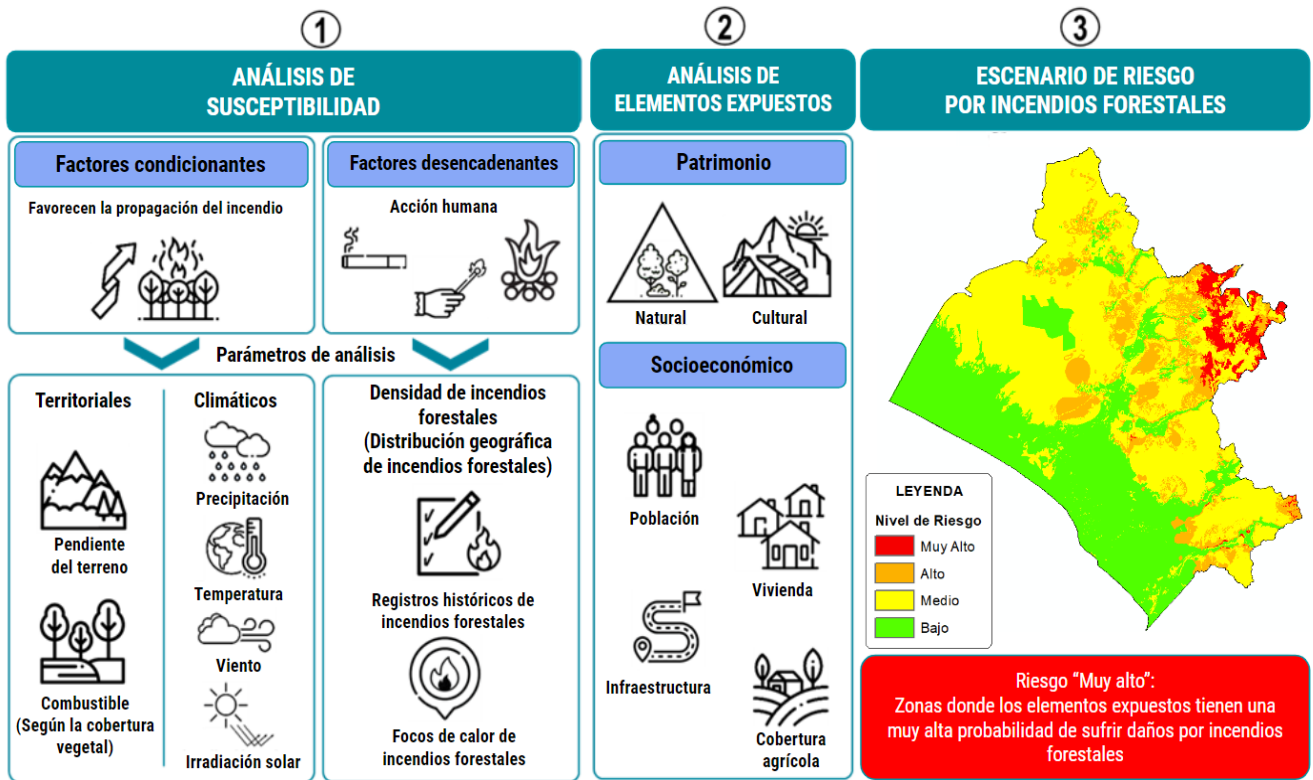 1
ANÁLISIS DE
SUSCEPTIBILIDAD
Factores condicionantes
Favorecen la propagación del incendio
Factores desencadenantes
Acción humana
Parámetros de análisis
Territoriales
Pendiente
del terreno
Combustible
(Según la cobertura
vegetal)
Climáticos
Precipitación
Temperatura
Viento
Irradiación solar
Densidad de incendios
forestales
(Distribución geográfica
de incendios forestales)
Registros históricos de
incendios forestales
Focos de calor de
incendios forestales
2
ANÁLISIS DE
ELEMENTOS EXPUESTOS
Patrimonio
Natural
Cultural
Socioeconómico
Población
Vivienda
Infraestructura
Cobertura
agrícola
3
ESCENARIO DE RIESGO
POR INCENDIOS FORESTALES
LEYENDA
Nivel de Riesgo
Muy Alto
Alto
Medio
Bajo
Riesgo “Muy alto”:
Zonas donde los elementos expuestos tienen una
muy alta probabilidad de sufrir daños por incendios
forestales